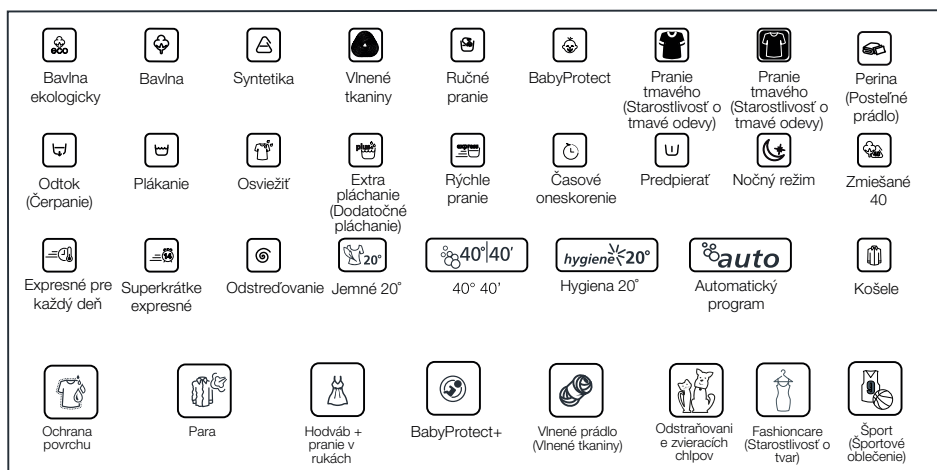 eco
Bavlna
ekologicky
Bavlna
Syntetika
Vlnené
tkaniny
Ručné
pranie
BabyProtect
Pranie
tmavého
(Starostlivosť o
tmavé odevy)
Pranie
tmavého
(Starostlivosť o
tmavé odevy)
Perina
(Posteľné
prádlo)
Odtok
(Čerpanie)
Plákanie
Osviežiť
plus
Extra
pláchanie
(Dodatočné
pláchanie)
express
Rýchle
pranie
Časové
oneskorenie
Predpierať
Nočný režim
Zmiešané
40
Expresné pre
každý deň
14
Superkrátke
expresné
Odstreďovanie
20°
Jemné 20°
40°|40'
40° 40'
hygiene 20°
Hygiena 20°
auto
Automatický
program
Košele
Ochrana
povrchu
Para
Hodváb +
pranie v
rukách
BabyProtect+
Vlnené prádlo
(Vlnené tkaniny)
Odstraňovani
e zvieracích
chlpov
Fashioncare
(Starostlivosť o
tvar)
9
Šport
(Športové
oblečenie)